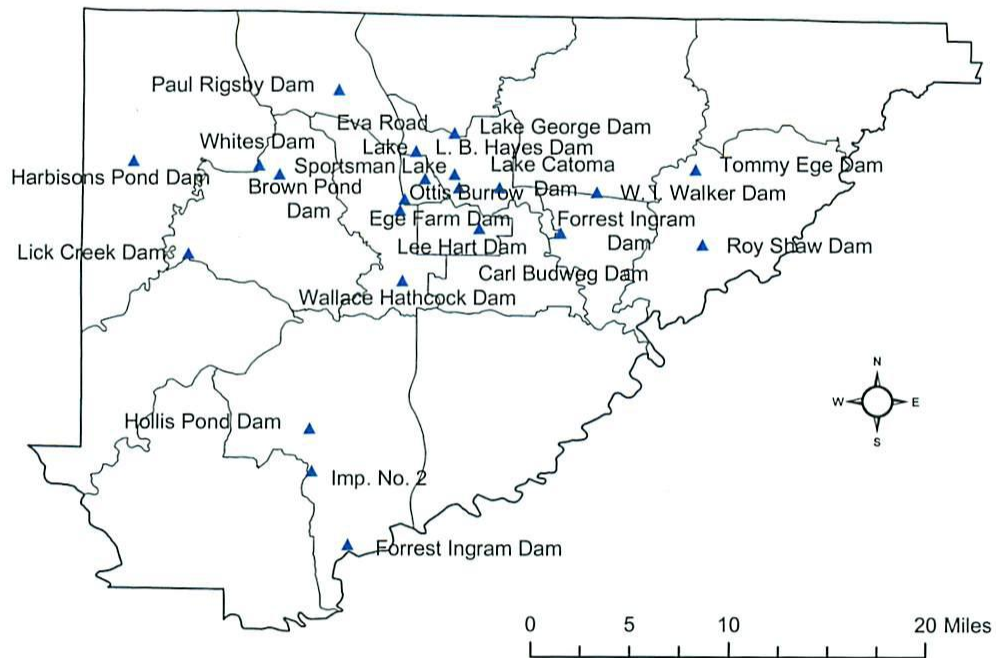 Paul Rigsby Dam
Eva Road
Lake George Dam
Whites Dam
Lake
L. B. Hayes Dam
Sportsman Lake
Lake Catoma
Dam
Tommy Ege Dam
Harbisons Pond Dam
Brown Pond
Dam
Ottis Burrow
W. I. Walker Dam
Ege Farm Dam
Forrest Ingram
Dam
Lee Hart Dam
Roy Shaw Dam
Lick Creek Dam
Carl Budweg Dam
Wallace Hathcock Dam
N
W
E
S
Hollis Pond Dam
Imp. No. 2
Forrest Ingram Dam
0 5 10 20 Miles